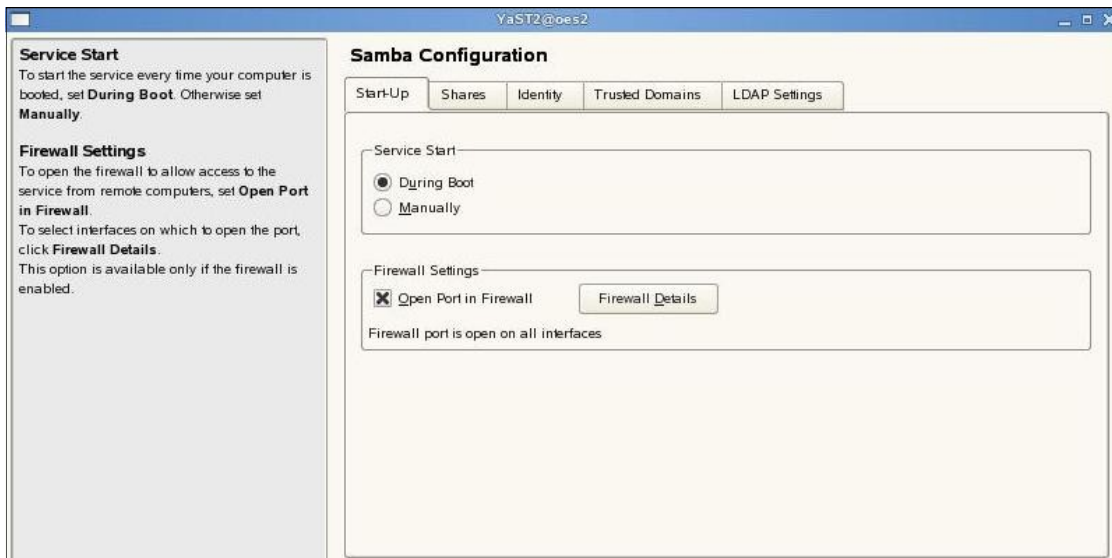 YaST2@oes2
Service Start
To start the service every time your computer is
booted, set During Boot. Otherwise set
Manually.
Firewall Settings
To open the firewall to allow access to the
service from remote computers, set Open Port
in Firewall.
To select interfaces on which to open the port,
click Firewall Details.
This option is available only if the firewall is
enabled.
Samba Configuration
Start-Up
Shares
Identity
Trusted Domains
LDAP Settings
Service Start
During Boot
Manually
Firewall Settings
Open Port in Firewall
Firewall Details
Firewall port is open on all interfaces